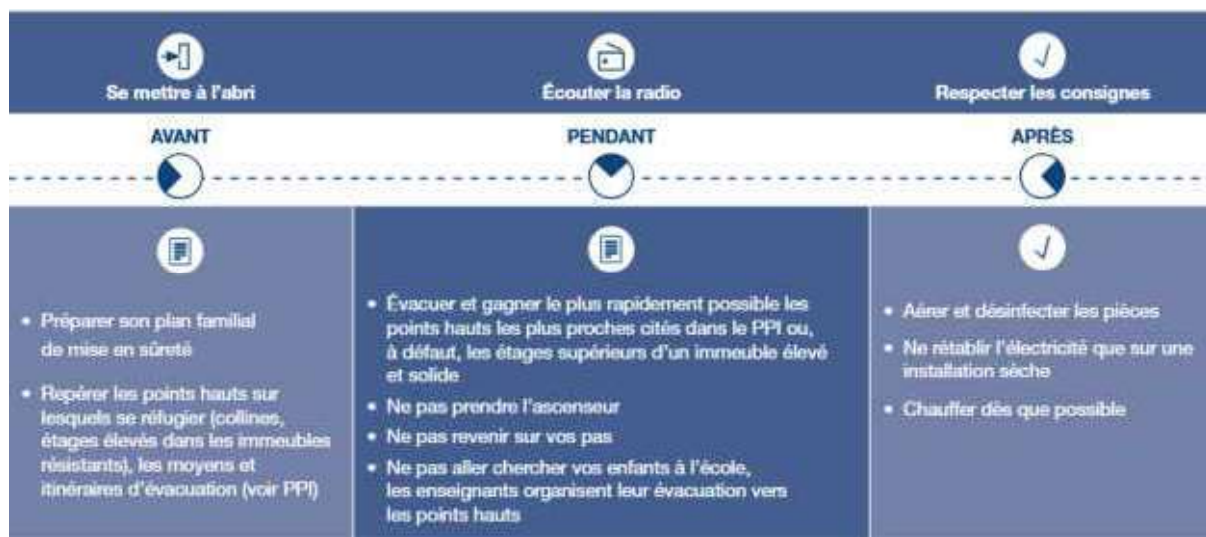 Se mettre à l'abri
Écouter la radio
Respecter les consignes
AVANT
PENDANT
APRÈS
• Préparer son plan familial
de mise en sûreté
• Repérer les points hauts sur
lesquels se réfugier (collines,
étages élevés dans les immeubles
résistants), les moyens et
itinéraires d'évacuation (voir PPI)
• Évacuer et gagner le plus rapidement possible les
points hauts les plus proches cités dans le PPI ou,
à défaut, les étages supérieurs d'un immeuble élevé
et solide
• Ne pas prendre l'ascenseur
• Ne pas revenir sur vos pas
• Ne pas aller chercher vos enfants à l'école,
les enseignants organisent leur évacuation vers
les points hauts
• Aérer et désinfecter les pièces
• Ne rétablir l'électricité que sur une
installation sèche
• Chauffer dès que possible